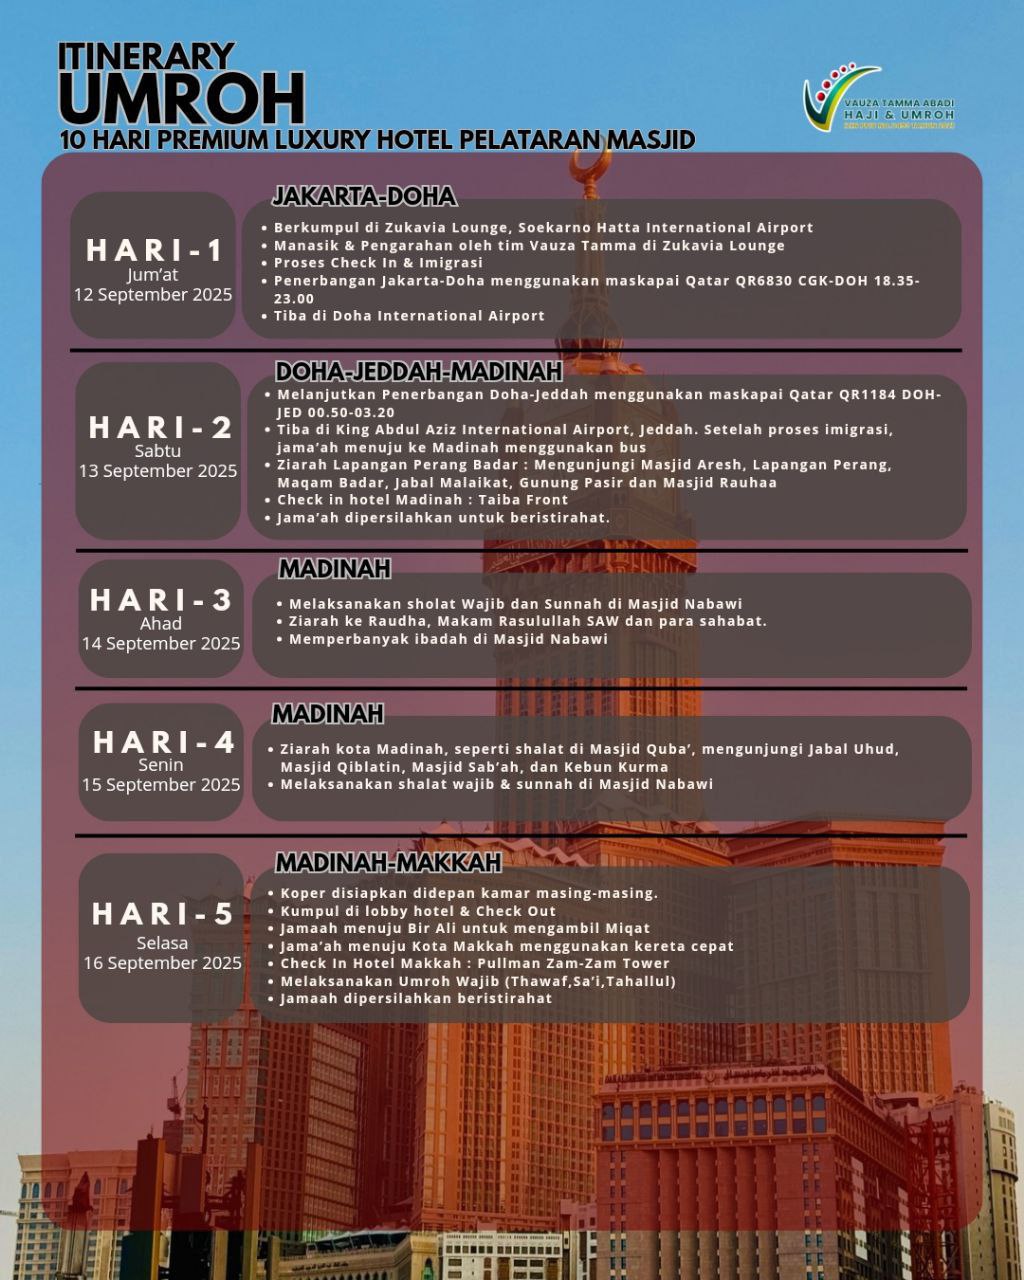 ITINERARY
UMROH
10 HARI PREMIUM LUXURY HOTEL PELATARAN MASJID
VAUZA TAMMA ABADI
HAJI & UMROH
HARI-1
Jum’at
12 September 2025
JAKARTA-DOHA
• Berkumpul di Zukavia Lounge, Soekarno Hatta International Airport
• Manasik & Pengarahan oleh tim Vauza Tamma di Zukavia Lounge
• Proses Check In & Imigrasi
• Penerbangan Jakarta-Doha menggunakan maskapai Qatar QR6830 CGK-DOH 18.35-
23.00
• Tiba di Doha International Airport
HARI-2
Sabtu
13 September 2025
DOHA-JEDDAH-MADINAH
• Melanjutkan Penerbangan Doha-Jeddah menggunakan maskapai Qatar QR1184 DOH-
JED 00.50-03.20
• Tiba di King Abdul Aziz International Airport, Jeddah. Setelah proses imigrasi,
jama’ah menuju ke Madinah menggunakan bus
• Ziarah Lapangan Perang Badar : Mengunjungi Masjid Aresh, Lapangan Perang,
Maqam Badar, Jabal Malaikat, Gunung Pasir dan Masjid Rauhaa
• Check in hotel Madinah : Taiba Front
• Jama’ah dipersilahkan untuk beristirahat.
HARI-3
Ahad
14 September 2025
MADINAH
• Melaksanakan sholat Wajib dan Sunnah di Masjid Nabawi
• Ziarah ke Raudha, Makam Rasulullah SAW dan para sahabat.
• Memperbanyak ibadah di Masjid Nabawi
HARI-4
Senin
15 September 2025
MADINAH
• Ziarah kota Madinah, seperti shalat di Masjid Quba’, mengunjungi Jabal Uhud,
Masjid Qiblatin, Masjid Sab’ah, dan Kebun Kurma
• Melaksanakan shalat wajib & sunnah di Masjid Nabawi
HARI-5
Selasa
16 September 2025
MADINAH-MAKKAH
• Koper disiapkan didepan kamar masing-masing.
• Kumpul di lobby hotel & Check Out
• Jamaah menuju Bir Ali untuk mengambil Miqat
• Jama’ah menuju Kota Makkah menggunakan kereta cepat
• Check In Hotel Makkah : Pullman Zam-Zam Tower
• Melaksanakan Umroh Wajib (Thawaf,Sa’i,Tahallul)
• Jamaah dipersilahkan beristirahat